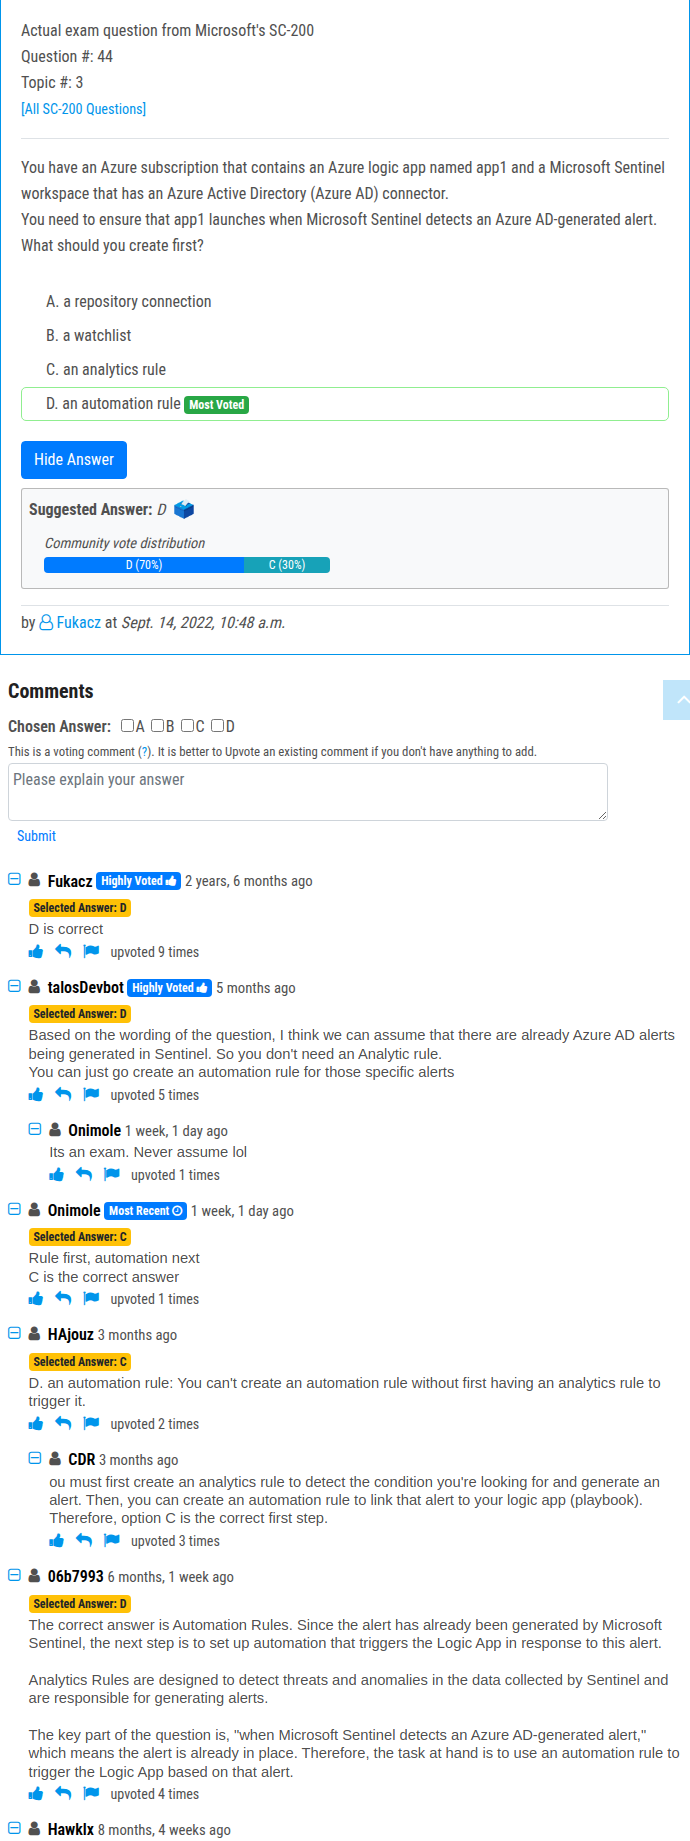 Actual exam question from Microsoft's SC-200
Question #: 44
Topic #: 3
[All SC-200 Questions]
You have an Azure subscription that contains an Azure logic app named app1 and a Microsoft Sentinel
workspace that has an Azure Active Directory (Azure AD) connector.
You need to ensure that app1 launches when Microsoft Sentinel detects an Azure AD-generated alert.
What should you create first?
A. a repository connection
B. a watchlist
C. an analytics rule
D. an automation rule Most Voted
Hide Answer
Suggested Answer: D
Community vote distribution
D (70%) C (30%)
by Fukacz at Sept. 14, 2022, 10:48 a.m.
Comments
Chosen Answer: A B C D
This is a voting comment (?). It is better to Upvote an existing comment if you don't have anything to add.
Please explain your answer
Submit
Fukacz Highly Voted 2 years, 6 months ago
Selected Answer: D
D is correct
upvoted 9 times
talosDevbot Highly Voted 5 months ago
Selected Answer: D
Based on the wording of the question, I think we can assume that there are already Azure AD alerts
being generated in Sentinel. So you don't need an Analytic rule.
You can just go create an automation rule for those specific alerts
upvoted 5 times
Onimole 1 week, 1 day ago
Its an exam. Never assume lol
upvoted 1 times
Onimole Most Recent 1 week, 1 day ago
Selected Answer: C
Rule first, automation next
C is the correct answer
upvoted 1 times
HAjouz 3 months ago
Selected Answer: C
D. an automation rule: You can't create an automation rule without first having an analytics rule to
trigger it.
upvoted 2 times
CDR 3 months ago
ou must first create an analytics rule to detect the condition you're looking for and generate an
alert. Then, you can create an automation rule to link that alert to your logic app (playbook).
Therefore, option C is the correct first step.
upvoted 3 times
06b7993 6 months, 1 week ago
Selected Answer: D
The correct answer is Automation Rules. Since the alert has already been generated by Microsoft
Sentinel, the next step is to set up automation that triggers the Logic App in response to this alert.
Analytics Rules are designed to detect threats and anomalies in the data collected by Sentinel and
are responsible for generating alerts.
The key part of the question is, "when Microsoft Sentinel detects an Azure AD-generated alert,"
which means the alert is already in place. Therefore, the task at hand is to use an automation rule to
trigger the Logic App based on that alert.
upvoted 4 times
Hawklx 8 months, 4 weeks ago